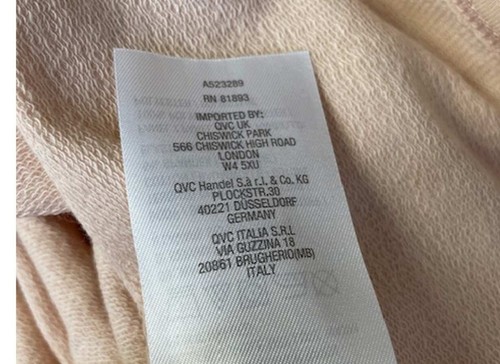 A523289
RN 81893
IMPORTED BY:
QVC UK
CHISWICK PARK
566 CHISWICK HIGH ROAD
LONDON
W4 5XU
QVC Handel S.à r.l. & Co. KG
PLOCKSTR.30
40221 DÜSSELDORF
GERMANY
QVC ITALIA S.R.L
VIA GUZZINA 18
20861 BRUGHERIO(MB)
ITALY